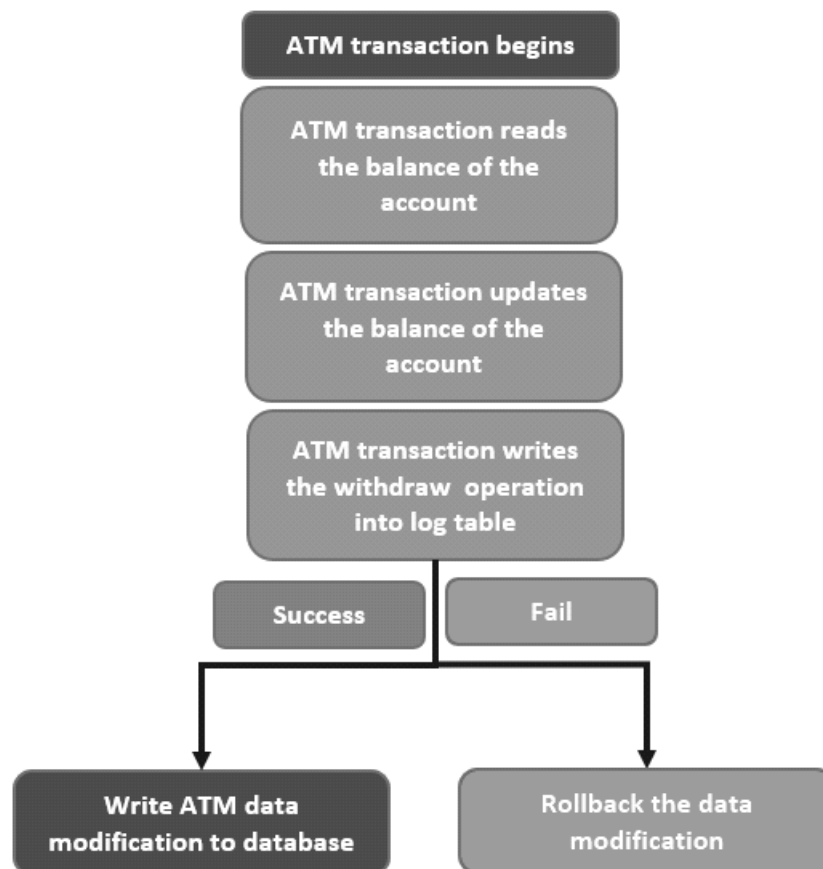 ATM transaction begins
ATM transaction reads
the balance of the
account
ATM transaction updates
the balance of the
account
ATM transaction writes
the withdraw  operation
into log table
Success
Fail
Write ATM data
modification to database
Rollback the data
modification